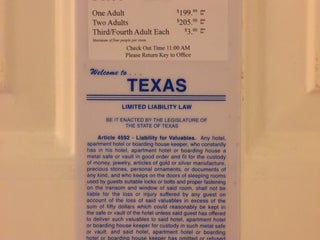 One Adult $199.99
Two Adults $205.99
Third/Fourth Adult Each $3.00
Maximum of four people per room
Check Out Time 11:00 AM
Please Return Key to Office
Welcome to . . . .
TEXAS
LIMITED LIABILITY LAW
BE IT ENACTED BY THE LEGISLATURE OF
THE STATE OF TEXAS
Article 4592 - Liability for Valuables. Any hotel,
apartment hotel or boarding house keeper, who constantly
has in his hotel, apartment hotel or boarding house a
metal safe or vault in good order and fit for the custody
of money, jewelry, articles of gold or silver manufacture,
precious stones, personal ornaments, or documents of
any kind, and who keeps on the doors of sleeping rooms
used by guests suitable locks or bolts and proper fastening
on the transom and window of said room, shall not be
liable for the loss or injury suffered by any guest on
account of the loss of said valuables in excess of the
sum of fifty dollars which could reasonably be kept in
the safe or vault of the hotel unless said guest has offered
to deliver such valuables to said hotel, apartment hotel
or boarding house keeper for custody in such metal safe
or vault, and said hotel, apartment hotel or boarding
house keeper has omitted or refused